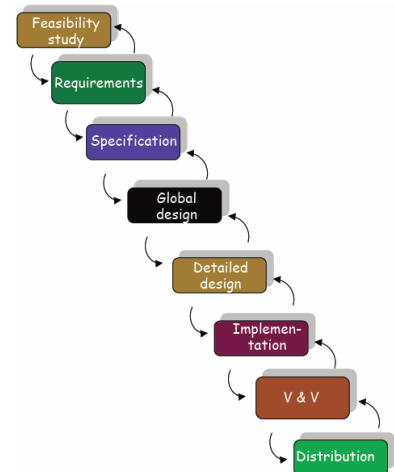 Feasibility
study
Requirements
Specification
Global
design
Detailed
design
Implemen-
tation
V & V
Distribution